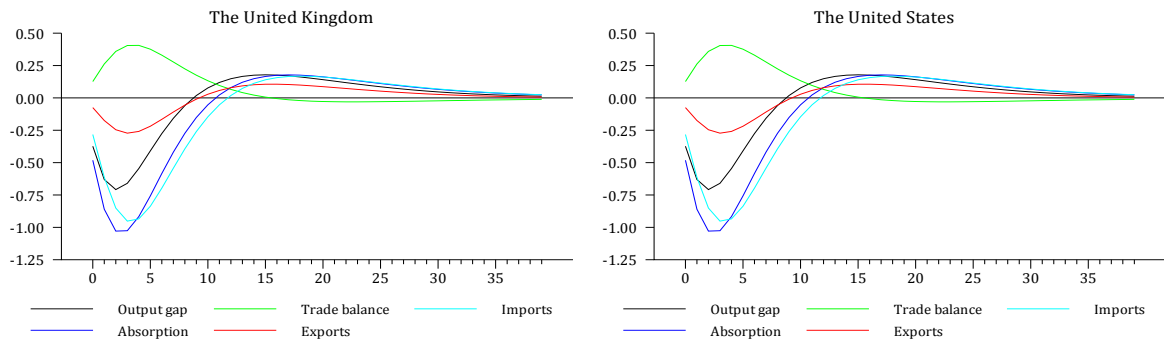 The United Kingdom
0.50
0.25
0.00
-0.25
-0.50
-0.75
-1.00
-1.25
0 5 10 15 20 25 30 35
Output gap Trade balance Imports
Absorption Exports
The United States
0.50
0.25
0.00
-0.25
-0.50
-0.75
-1.00
-1.25
0 5 10 15 20 25 30 35
Output gap Trade balance Imports
Absorption Exports